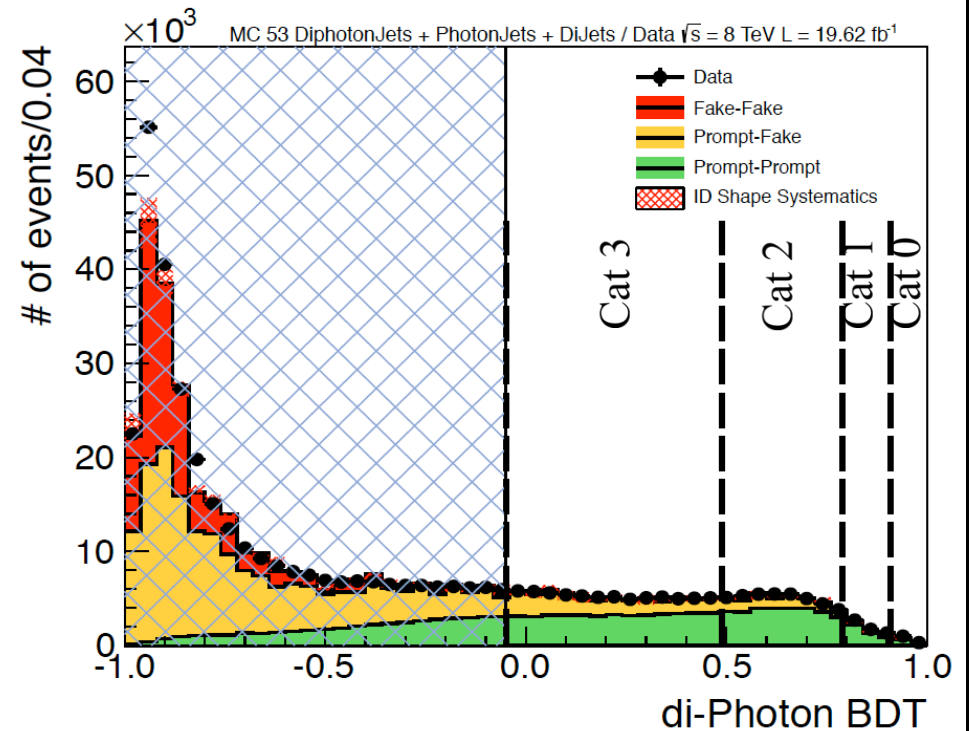 ×10³
MC 53 DiphotonJets + PhotonJets + DiJets / Data √s = 8 TeV L = 19.62 fb⁻¹
# of events/0.04
60
50
40
30
20
10
0
Data
Fake-Fake
Prompt-Fake
Prompt-Prompt
ID Shape Systematics
Cat 3
Cat 2
Cat 1
Cat 0
-1.0
-0.5
0.0
0.5
1.0
di-Photon BDT